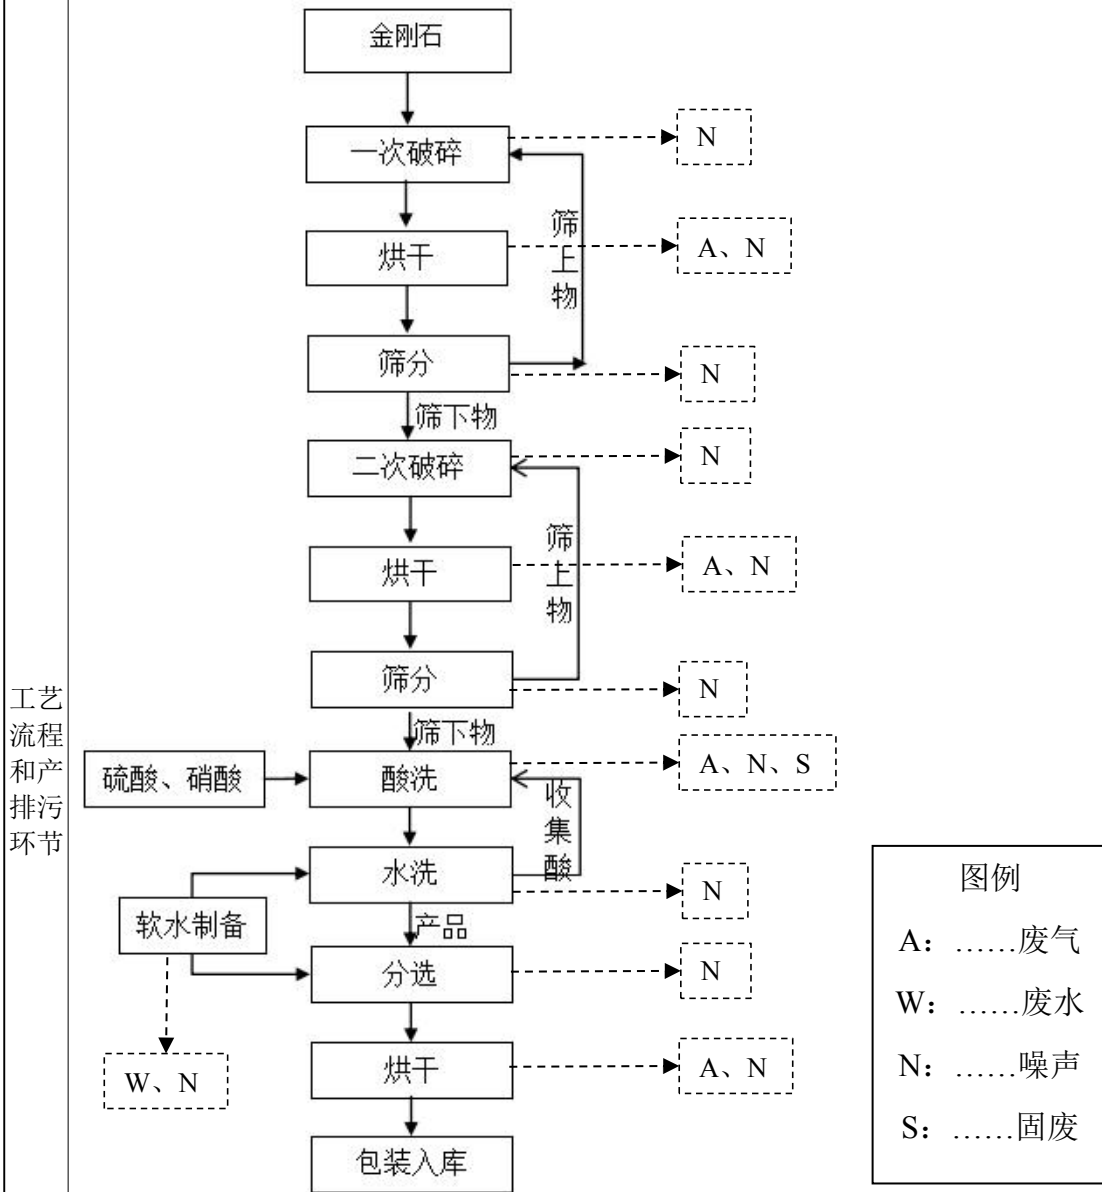 金刚石
一次破碎
N
筛上物
烘干
A、N
筛分
N
筛下物
二次破碎
N
筛上物
烘干
A、N
筛分
N
筛下物
硫酸、硝酸
酸洗
A、N、S
收集酸
水洗
N
软水制备
产品
分选
N
W、N
烘干
A、N
包装入库
工艺
流程
和产
排污
环节
图例
A：……废气
W：……废水
N：……噪声
S：……固废